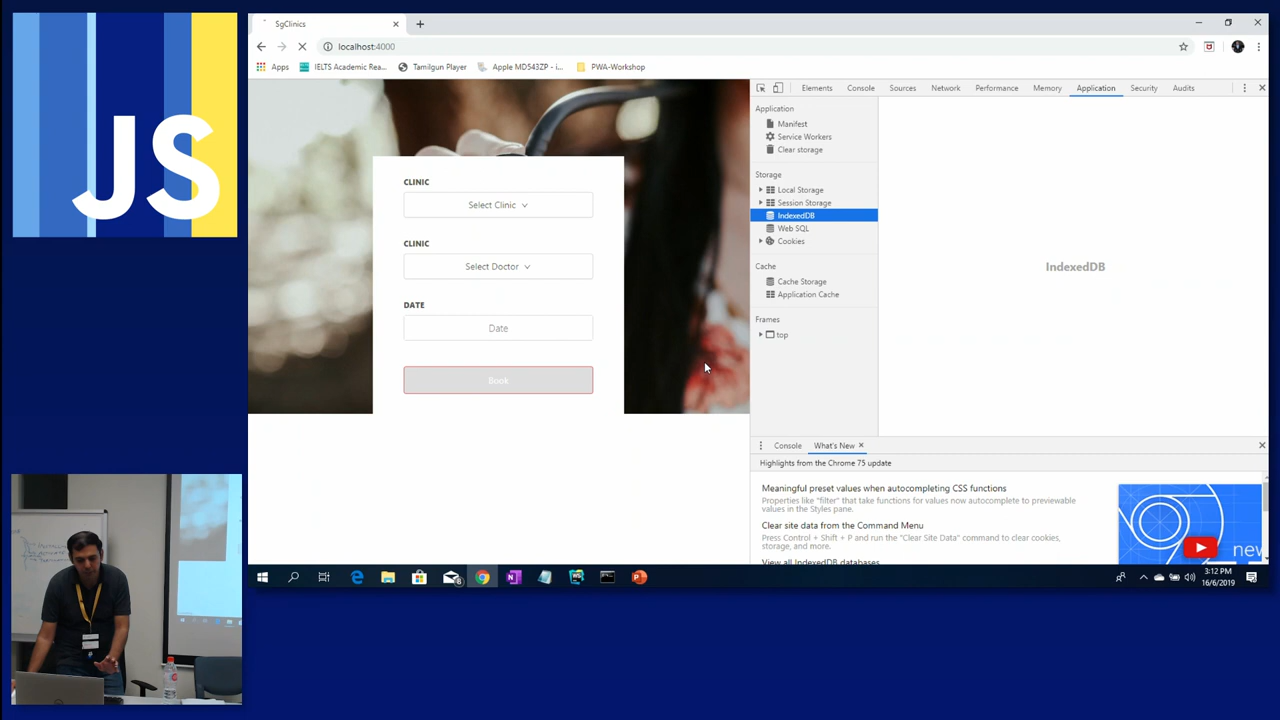 JS
SgClinics
localhost:4000
Apps
IELTS Academic Rea...
Tamilgun Player
Apple MD543ZP - i...
PWA-Workshop
CLINIC
Select Clinic
CLINIC
Select Doctor
DATE
Date
Book
Elements
Console
Sources
Network
Performance
Memory
Application
Security
Audits
Application
Manifest
Service Workers
Clear storage
Storage
Local Storage
Session Storage
IndexedDB
Web SQL
Cookies
Cache
Cache Storage
Application Cache
Frames
top
IndexedDB
Console
What's New
Highlights from the Chrome 75 update
Meaningful preset values when autocompleting CSS functions
Properties like "filter" that take functions for values now autocomplete to previewable
values in the Styles pane.
Clear site data from the Command Menu
Press Control + Shift + P and run the "Clear Site Data" command to clear cookies,
storage, and more.
View all IndexedDB databases
new
3:12 PM
16/6/2019